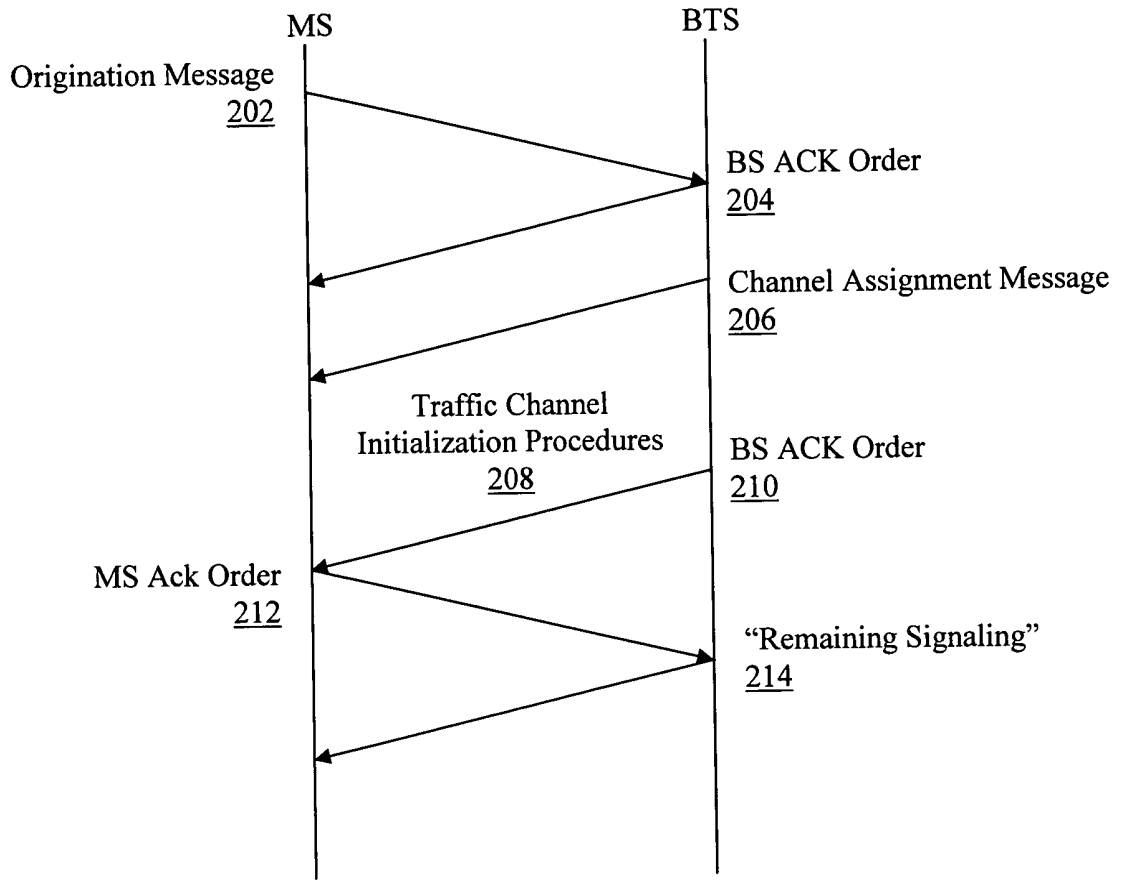 MS
BTS
Origination Message
202
BS ACK Order
204
Channel Assignment Message
206
Traffic Channel
Initialization Procedures
208
BS ACK Order
210
MS Ack Order
212
“Remaining Signaling”
214